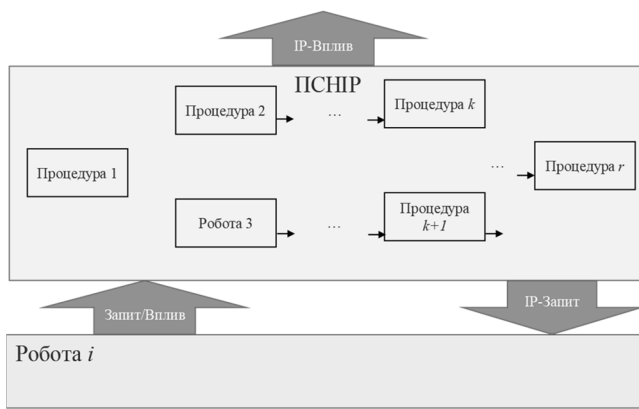 ІР-Вплив
ПСНІР
Процедура 2
...
Процедура k
Процедура 1
...
Процедура r
Робота 3
...
Процедура
k+1
Запит/Вплив
ІР-Запит
Робота i